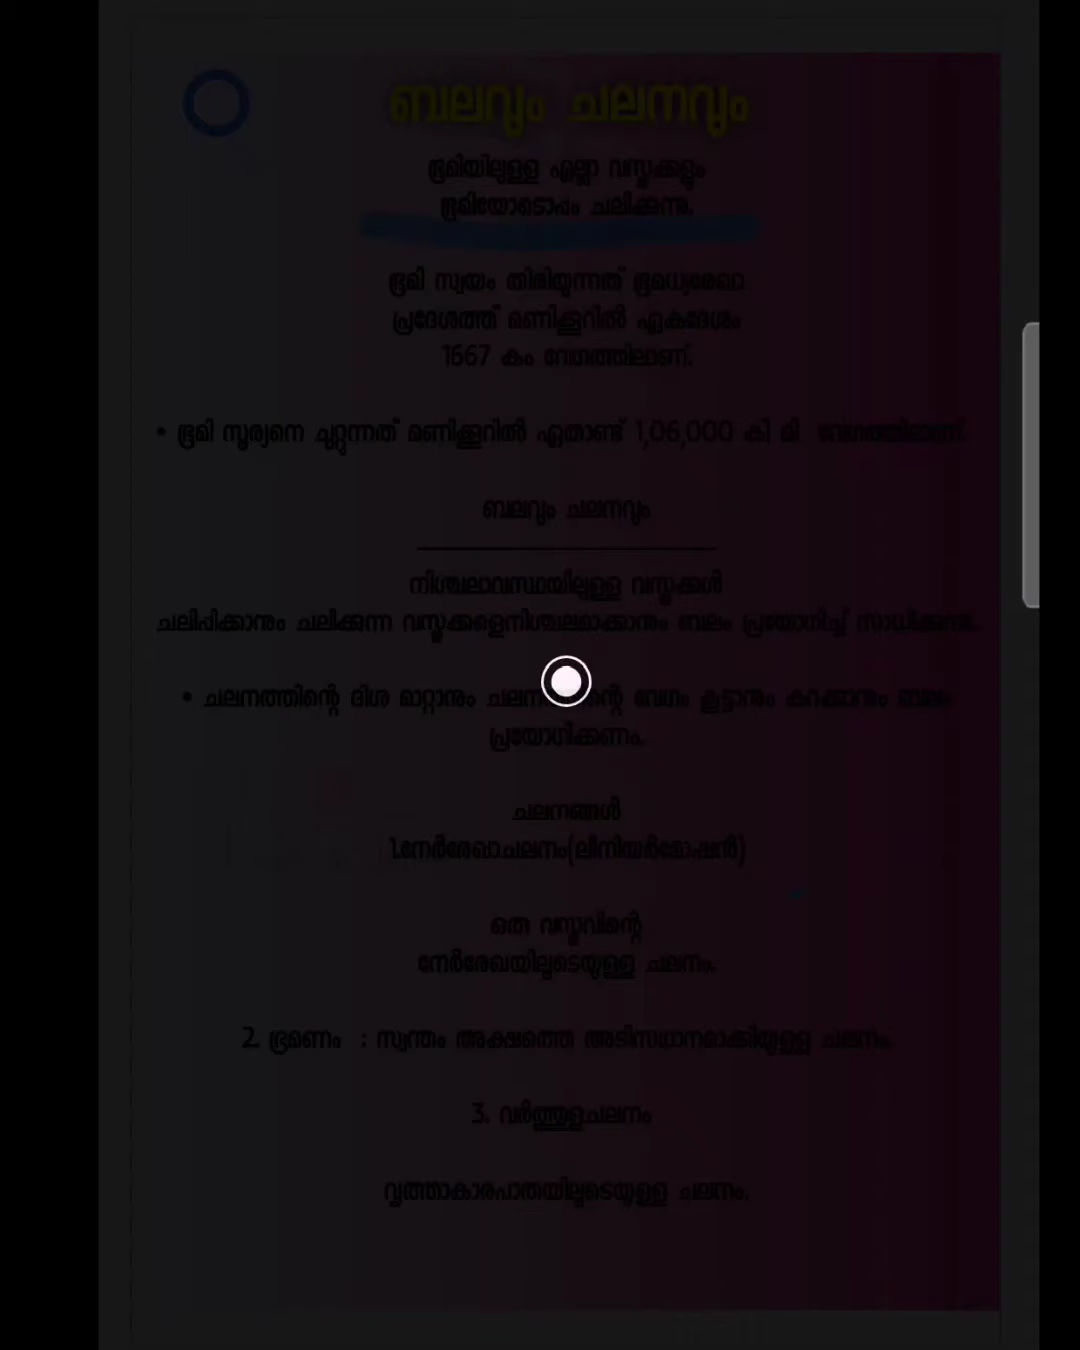 ബലവും ചലനവും
ഭൂമിയിലുള്ള എല്ലാ വസ്തുക്കളും
ഭൂമിയോടൊപ്പം ചലിക്കുന്നു.
ഭൂമി സ്വയം തിരിയുന്നത് ഭൂമധ്യരേഖാ
പ്രദേശത്ത് മണിക്കൂറിൽ ഏകദേശം
1667 കം വേഗത്തിലാണ്.
• ഭൂമി സൂര്യനെ ചുറ്റുന്നത് മണിക്കൂറിൽ ഏതാണ്ട് 1,06,000 കി മി വേഗത്തിലാണ്.
ബലവും ചലനവും
നിശ്ചലാവസ്ഥയിലുള്ള വസ്തുക്കൾ
ചലിപ്പിക്കാനും ചലിക്കുന്ന വസ്തുക്കളെനിശ്ചലമാക്കാനും ബലം പ്രയോഗിച്ച് സാധിക്കുന്നു.
• ചലനത്തിന്റെ ദിശ മാറ്റാനും വേഗം കൂട്ടാനും കുറക്കാനും ബലം
പ്രയോഗിക്കണം.
ചലനങ്ങൾ
1.നേർരേഖാചലനം(ലീനിയർമോഷൻ)
ഒരു വസ്തുവിന്റെ
നേർരേഖയിലൂടെയുള്ള ചലനം.
2. ഭ്രമണം : സ്വന്തം അക്ഷത്തെ അടിസ്ഥാനമാക്കിയുള്ള ചലനം.
3. വർത്തുളചലനം
വൃത്താകാരപാതയിലൂടെയുള്ള ചലനം.